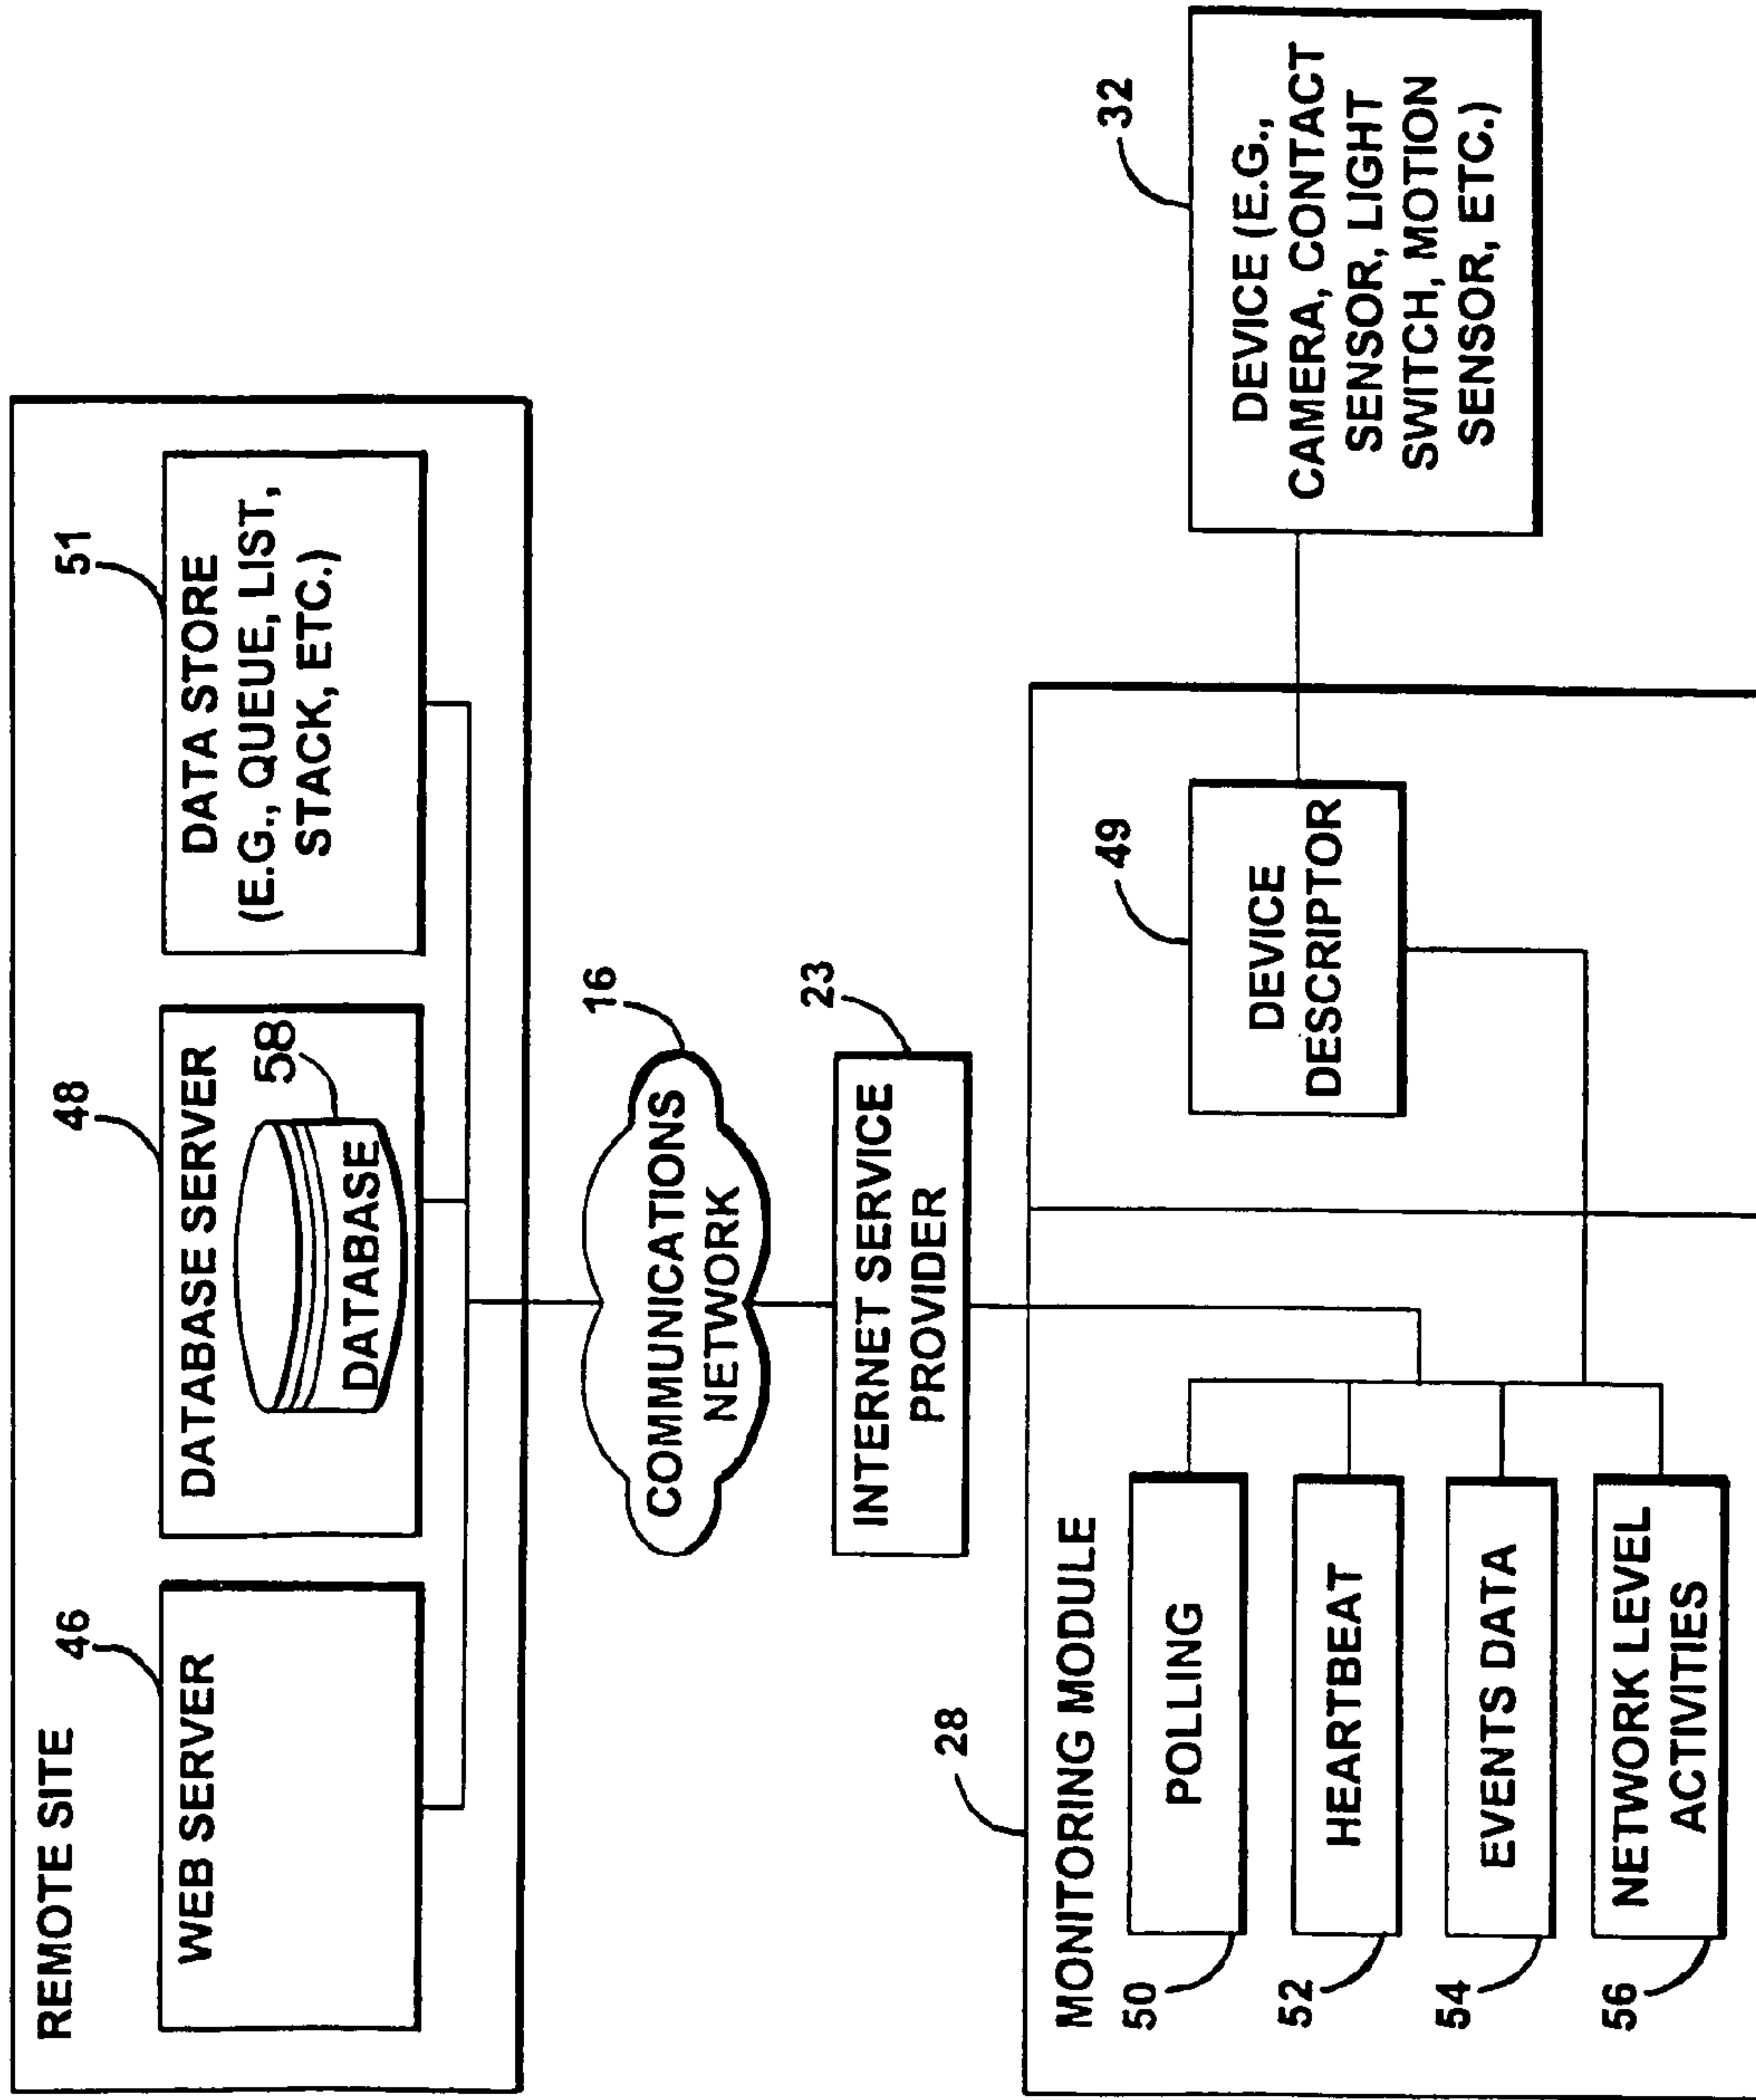 REMOTE SITE
46
WEB SERVER
48
DATABASE SERVER
58
DATABASE
51
DATA STORE
(E.G., QUEUE, LIST,
STACK, ETC.)
16
COMMUNICATIONS
NETWORK
23
INTERNET SERVICE
PROVIDER
28
MONITORING MODULE
50
POLLING
52
HEARTBEAT
54
EVENTS DATA
56
NETWORK LEVEL
ACTIVITIES
49
DEVICE
DESCRIPTOR
32
DEVICE (E.G.,
CAMERA, CONTACT
SENSOR, LIGHT
SWITCH, MOTION
SENSOR, ETC.)